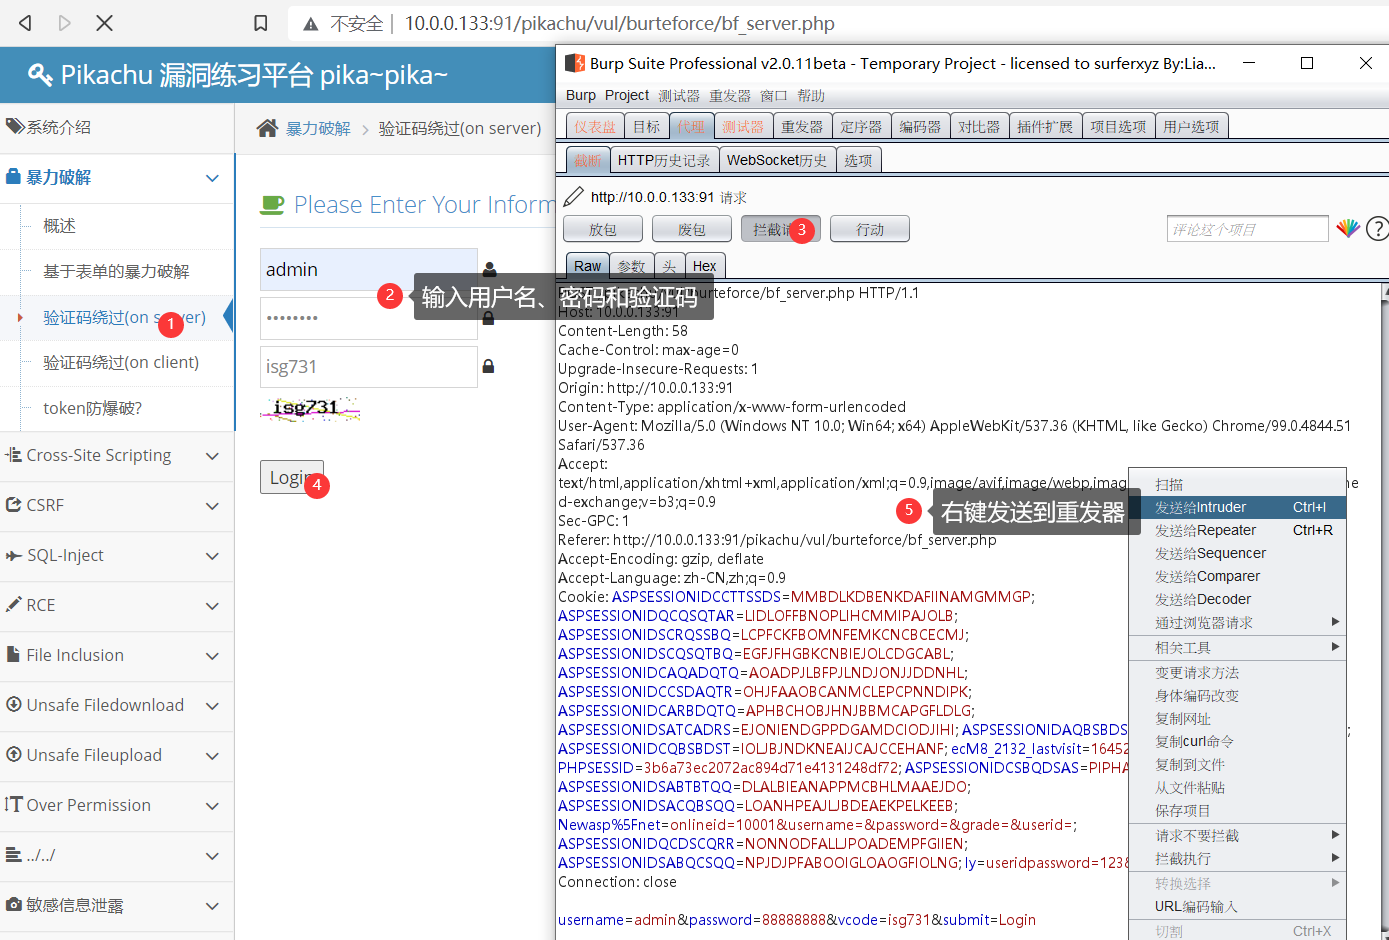 不安全 | 10.0.0.133:91/pikachu/vul/burteforce/bf_server.php
Pikachu 漏洞练习平台 pika~pika~
系统介绍
暴力破解
概述
基于表单的暴力破解
验证码绕过(on server)
1
验证码绕过(on client)
token防爆破?
Cross-Site Scripting
CSRF
SQL-Inject
RCE
File Inclusion
Unsafe Filedownload
Unsafe Fileupload
Over Permission
../../
敏感信息泄露
暴力破解 > 验证码绕过(on server)
Please Enter Your Inform
admin
2 输入用户名、密码和验证码
········
isg731
isg731
Login
4
Burp Suite Professional v2.0.11beta - Temporary Project - licensed to surferxyz By:Lia...
Burp Project 测试器 重发器 窗口 帮助
仪表盘 目标 代理 测试器 重发器 定序器 编码器 对比器 插件扩展 项目选项 用户选项
截断 HTTP历史记录 WebSocket历史 选项
http://10.0.0.133:91 请求
放包 废包 拦截请 3 行动 评论这个项目 ?
Raw 参数 头 Hex
burteforce/bf_server.php HTTP/1.1
Host: 10.0.0.133:91
Content-Length: 58
Cache-Control: max-age=0
Upgrade-Insecure-Requests: 1
Origin: http://10.0.0.133:91
Content-Type: application/x-www-form-urlencoded
User-Agent: Mozilla/5.0 (Windows NT 10.0; Win64; x64) AppleWebKit/537.36 (KHTML, like Gecko) Chrome/99.0.4844.51
Safari/537.36
Accept:
text/html,application/xhtml+xml,application/xml;q=0.9,image/avif,image/webp,imag
d-exchange;v=b3;q=0.9
5 右键发送到重发器
Sec-GPC: 1
Referer: http://10.0.0.133:91/pikachu/vul/burteforce/bf_server.php
Accept-Encoding: gzip, deflate
Accept-Language: zh-CN,zh;q=0.9
Cookie: ASPSESSIONIDCCTTSSDS=MMBDLKDBENKDAFIINAMGMMGP;
ASPSESSIONIDQCQSQTAR=LIDLOFFBNOPLIHCMMIPAJOLB;
ASPSESSIONIDSCRQSSBQ=LCPFCKFBOMNFEMKCNCBCECMJ;
ASPSESSIONIDSCQSQTBQ=EGFJFHGBKCNBIEJOLCDGCABL;
ASPSESSIONIDCAQADQTQ=AOADPJLBFPJLNDJONJJDDNHL;
ASPSESSIONIDCCSDAQTR=OHJFAAOBCANMCLEPCPNNDIPK;
ASPSESSIONIDCARBDQTQ=APHBCHOBJHNJBBMCAPGFLDLG;
ASPSESSIONIDSATCADRS=EJONIENDGPPDGAMDCIODJIHI; ASPSESSIONIDAQBSBDS
ASPSESSIONIDCQBSBDST=IOLJBJNDKNEAIJCAJCCEHANF; ecM8_2132_lastvisit=16452
PHPSESSID=3b6a73ec2072ac894d71e4131248df72; ASPSESSIONIDCSBQDSAS=PIPHA
ASPSESSIONIDSABTBTQQ=DLALBIEANAPPMCBHLMAAEJDO;
ASPSESSIONIDSACQBSQQ=LOANHPEAJLJBDEAEKPELKEEB;
Newasp%5Fnet=onlineid=10001&username=&password=&grade=&userid=;
ASPSESSIONIDQCDSCQRR=NONNODFALLJPOADEMPFGIIEN;
ASPSESSIONIDSABQCSQQ=NPJDJPFABOOIGLOAOGFIOLNG; ly=useridpassword=123&
Connection: close
username=admin&password=88888888&vcode=isg731&submit=Login
扫描
发送给Intruder Ctrl+I
发送给Repeater Ctrl+R
发送给Sequencer
发送给Comparer
发送给Decoder
通过浏览器请求
相关工具
变更请求方法
身体编码改变
复制网址
复制curl命令
复制到文件
从文件粘贴
保存项目
请求不要拦截
拦截执行
转换选择
URL编码输入
切割 Ctrl+X